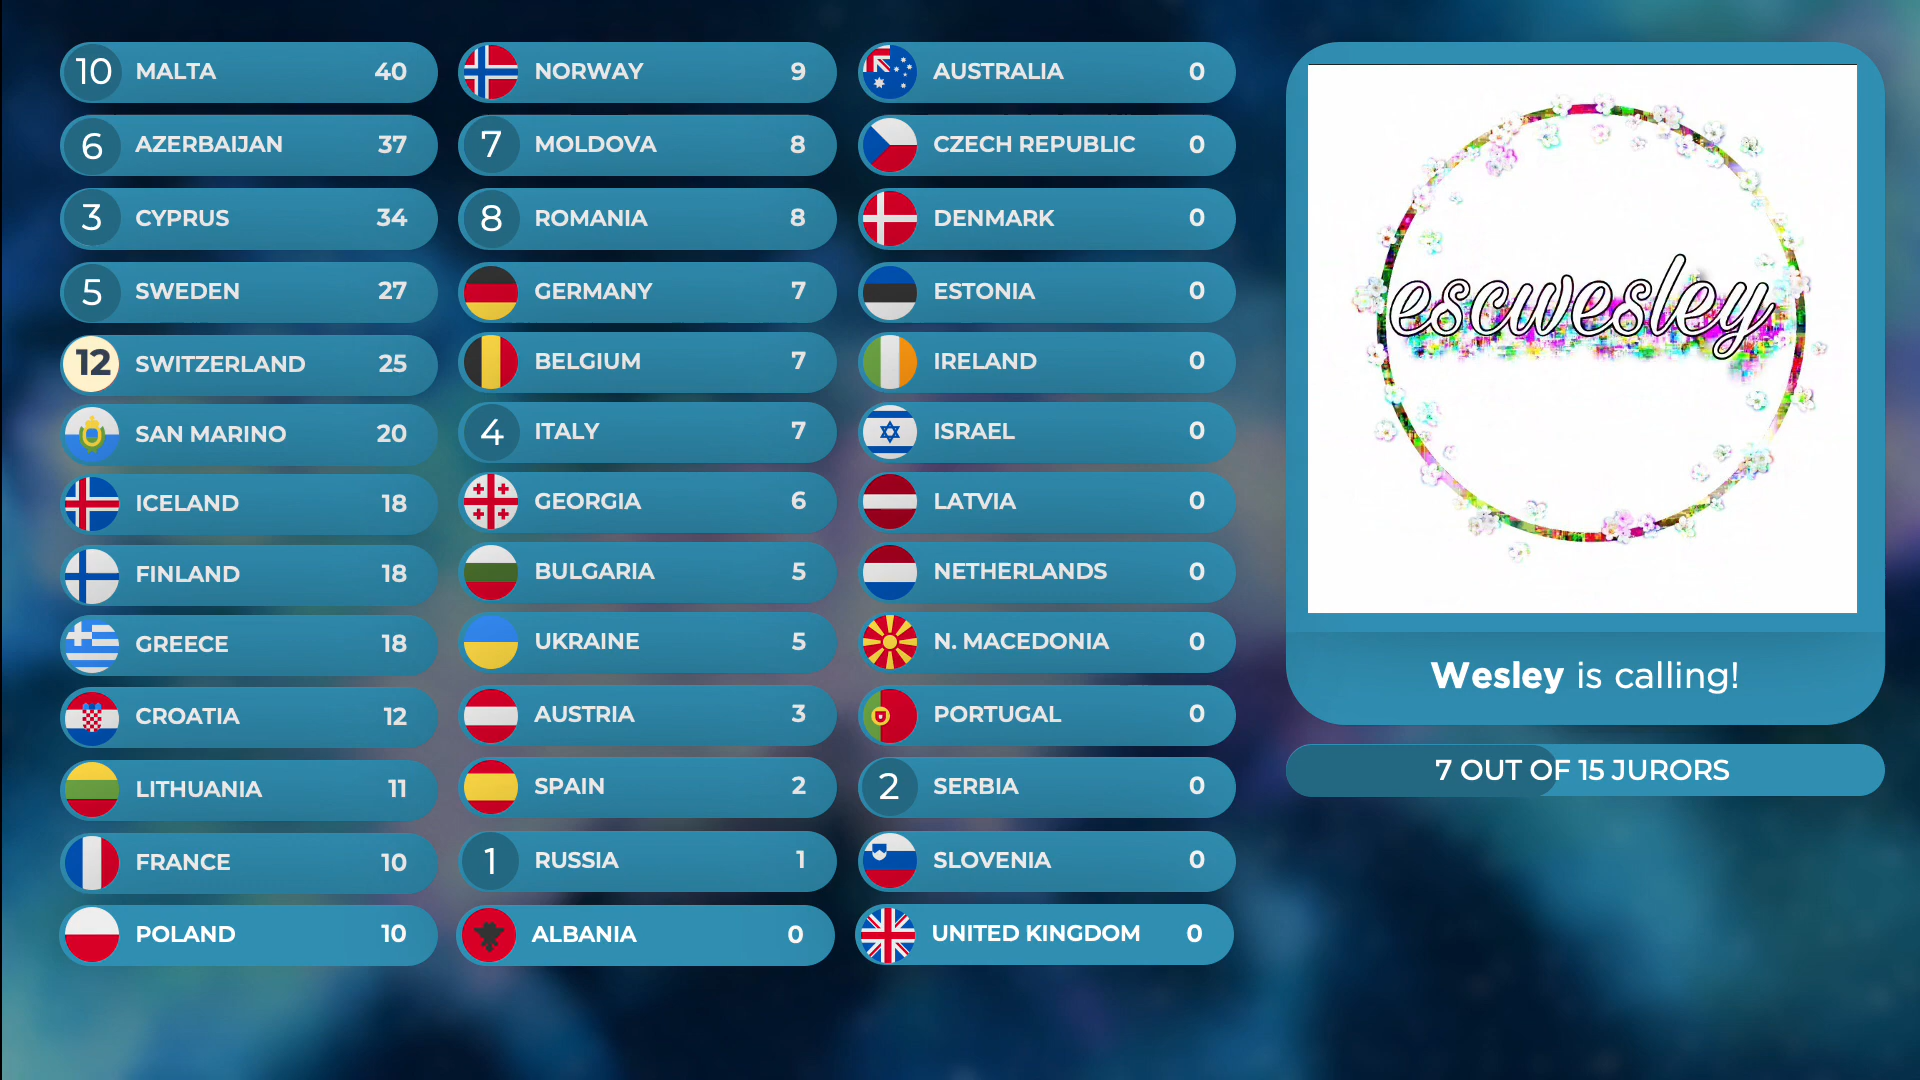 10 MALTA 40
6 AZERBAIJAN 37
3 CYPRUS 34
5 SWEDEN 27
12 SWITZERLAND 25
SAN MARINO 20
ICELAND 18
FINLAND 18
GREECE 18
CROATIA 12
LITHUANIA 11
FRANCE 10
POLAND 10
NORWAY 9
7 MOLDOVA 8
8 ROMANIA 8
GERMANY 7
BELGIUM 7
4 ITALY 7
GEORGIA 6
BULGARIA 5
UKRAINE 5
AUSTRIA 3
SPAIN 2
1 RUSSIA 1
ALBANIA 0
AUSTRALIA 0
CZECH REPUBLIC 0
DENMARK 0
ESTONIA 0
IRELAND 0
ISRAEL 0
LATVIA 0
NETHERLANDS 0
N. MACEDONIA 0
PORTUGAL 0
2 SERBIA 0
SLOVENIA 0
UNITED KINGDOM 0
escwesley
Wesley is calling!
7 OUT OF 15 JURORS